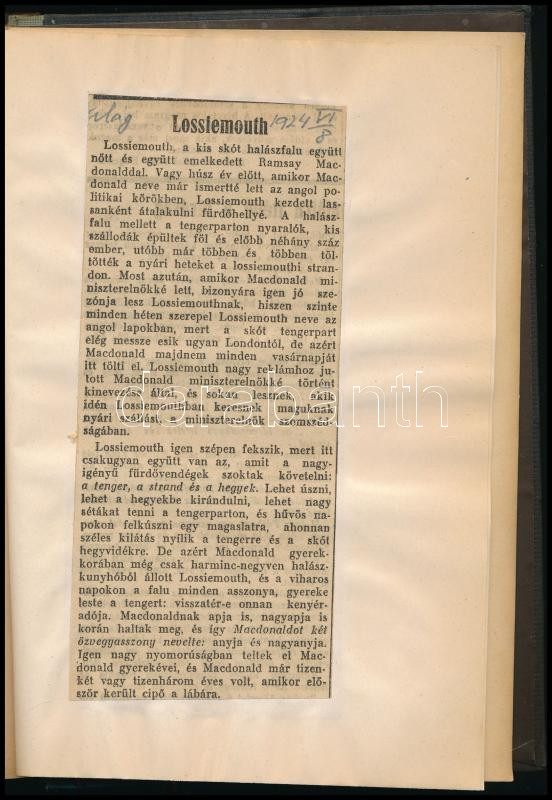 Világ
1924 VI/8
Lossiemouth
Lossiemouth, a kis skót halászfalu együtt
nőtt és együtt emelkedett Ramsay Mac-
donalddal. Vagy húsz év előtt, amikor Mac-
donald neve már ismertté lett az angol po-
litikai körökben, Lossiemouth kezdett las-
sanként átalakulni fürdőhellyé. A halász-
falu mellett a tengerparton nyaralók, kis
szállodák épültek föl és előbb néhány száz
ember, utóbb már többen és többen töl-
tötték a nyári heteket a lossiemouthi stran-
don. Most azután, amikor Macdonald mi-
niszterelnökké lett, bizonyára igen jó sze-
zónja lesz Lossiemouthnak, hiszen szinte
minden héten szerepel Lossiemouth neve az
angol lapokban, mert a skót tengerpart
elég messze esik ugyan Londontól, de azért
Macdonald majdnem minden vasárnapját
itt tölti el. Lossiemouth nagy reklámhoz ju-
tott Macdonald miniszterelnökké történt
kinevezése által, és sokan lesznek, akik
idén Lossiemouthban keresnek maguknak
nyári szállást, a miniszterelnök szomszéd-
ságában.
Lossiemouth igen szépen fekszik, mert itt
csakugyan együtt van az, amit a nagy-
igényű fürdővendégek szoktak követelni:
a tenger, a strand és a hegyek. Lehet úszni,
lehet a hegyekbe kirándulni, lehet nagy
sétákat tenni a tengerparton, és hűvös na-
pokon felkúszni egy magaslatra, ahonnan
széles kilátás nyílik a tengerre és a skót
hegyvidékre. De azért Macdonald gyerek-
korában még csak harminc-negyven halász-
kunyhóból állott Lossiemouth, és a viharos
napokon a falu minden asszonya, gyereke
leste a tengert: visszatér-e onnan kenyér-
adója. Macdonaldnak apja is, nagyapja is
korán haltak meg, és így Macdonaldot két
özvegyasszony nevelte: anyja és nagyanyja.
Igen nagy nyomorúságban teltek el Mac-
donald gyerekévei, és Macdonald már tizen-
két vagy tizenhárom éves volt, amikor elő-
ször került cipő a lábára.
darabanth